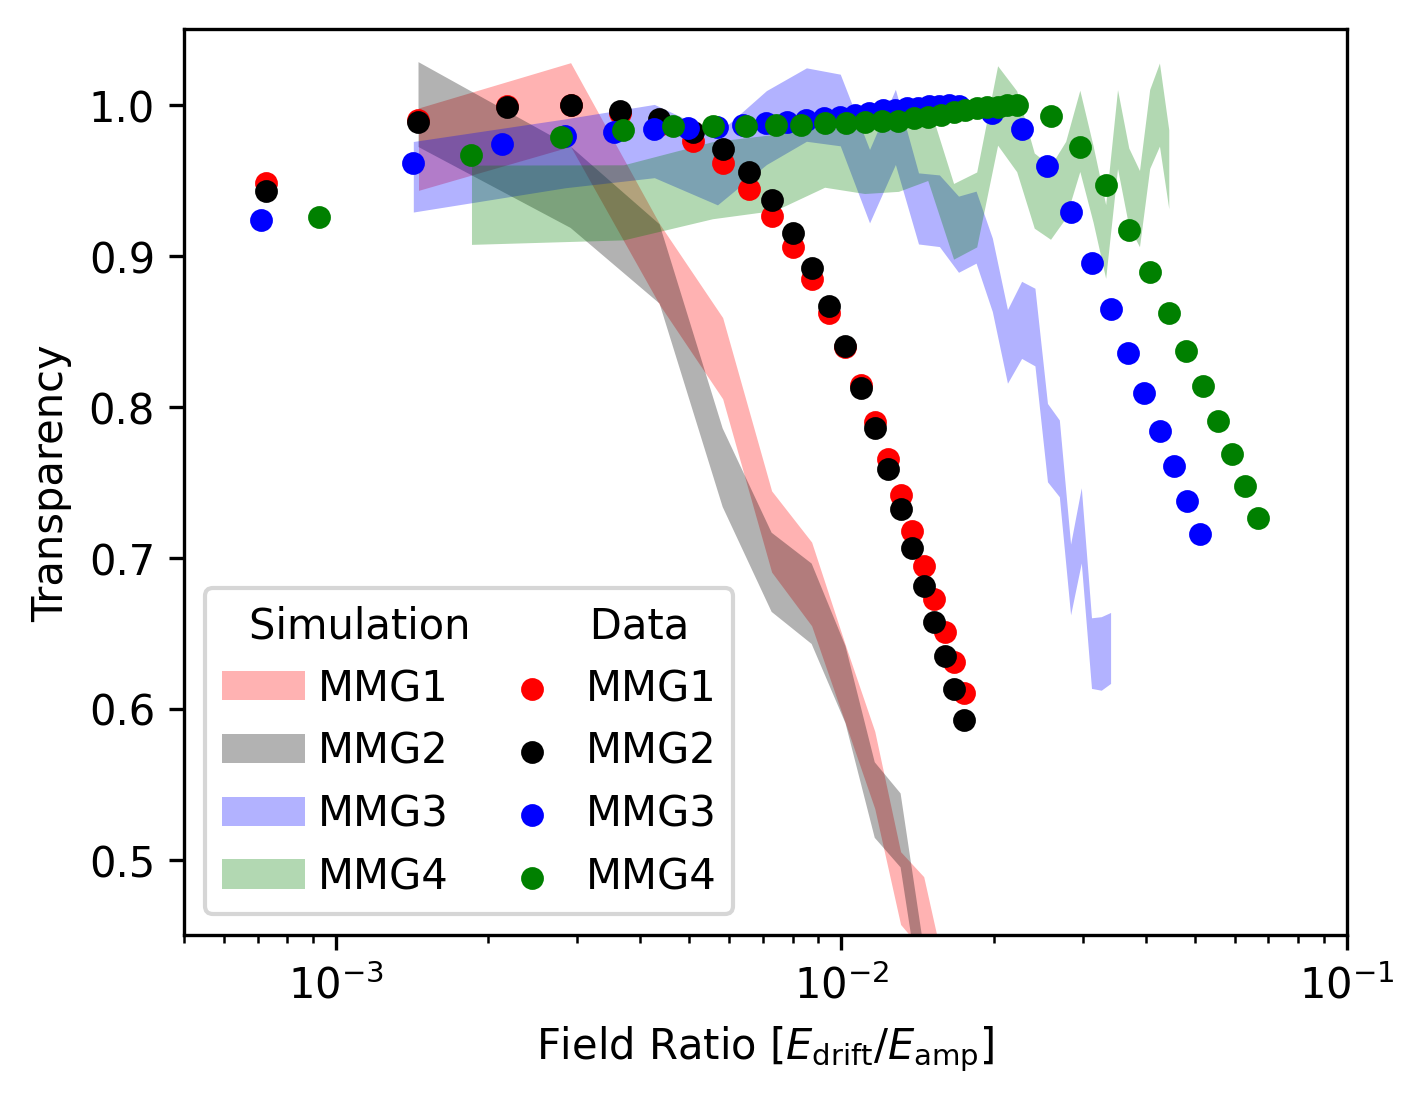 1.0
0.9
0.8
0.7
0.6
0.5
Transparency
Simulation Data
MMG1 MMG1
MMG2 MMG2
MMG3 MMG3
MMG4 MMG4
10⁻³ 10⁻² 10⁻¹
Field Ratio [E_drift/E_amp]